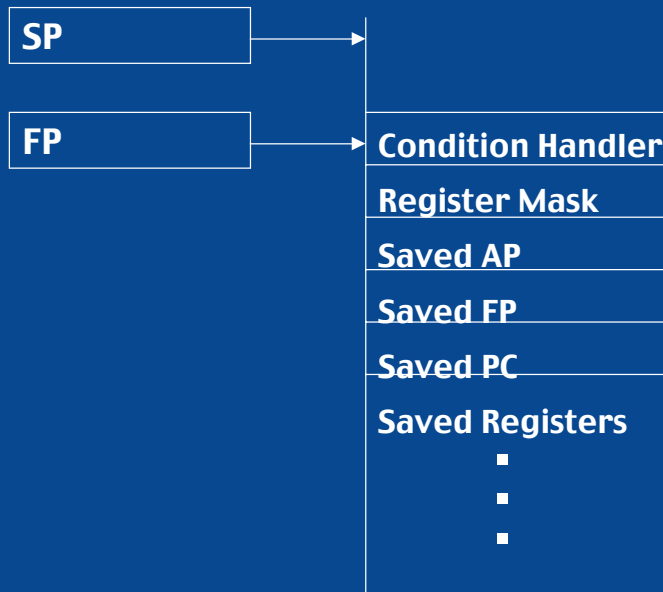 SP
FP
Condition Handler
Register Mask
Saved AP
Saved FP
Saved PC
Saved Registers